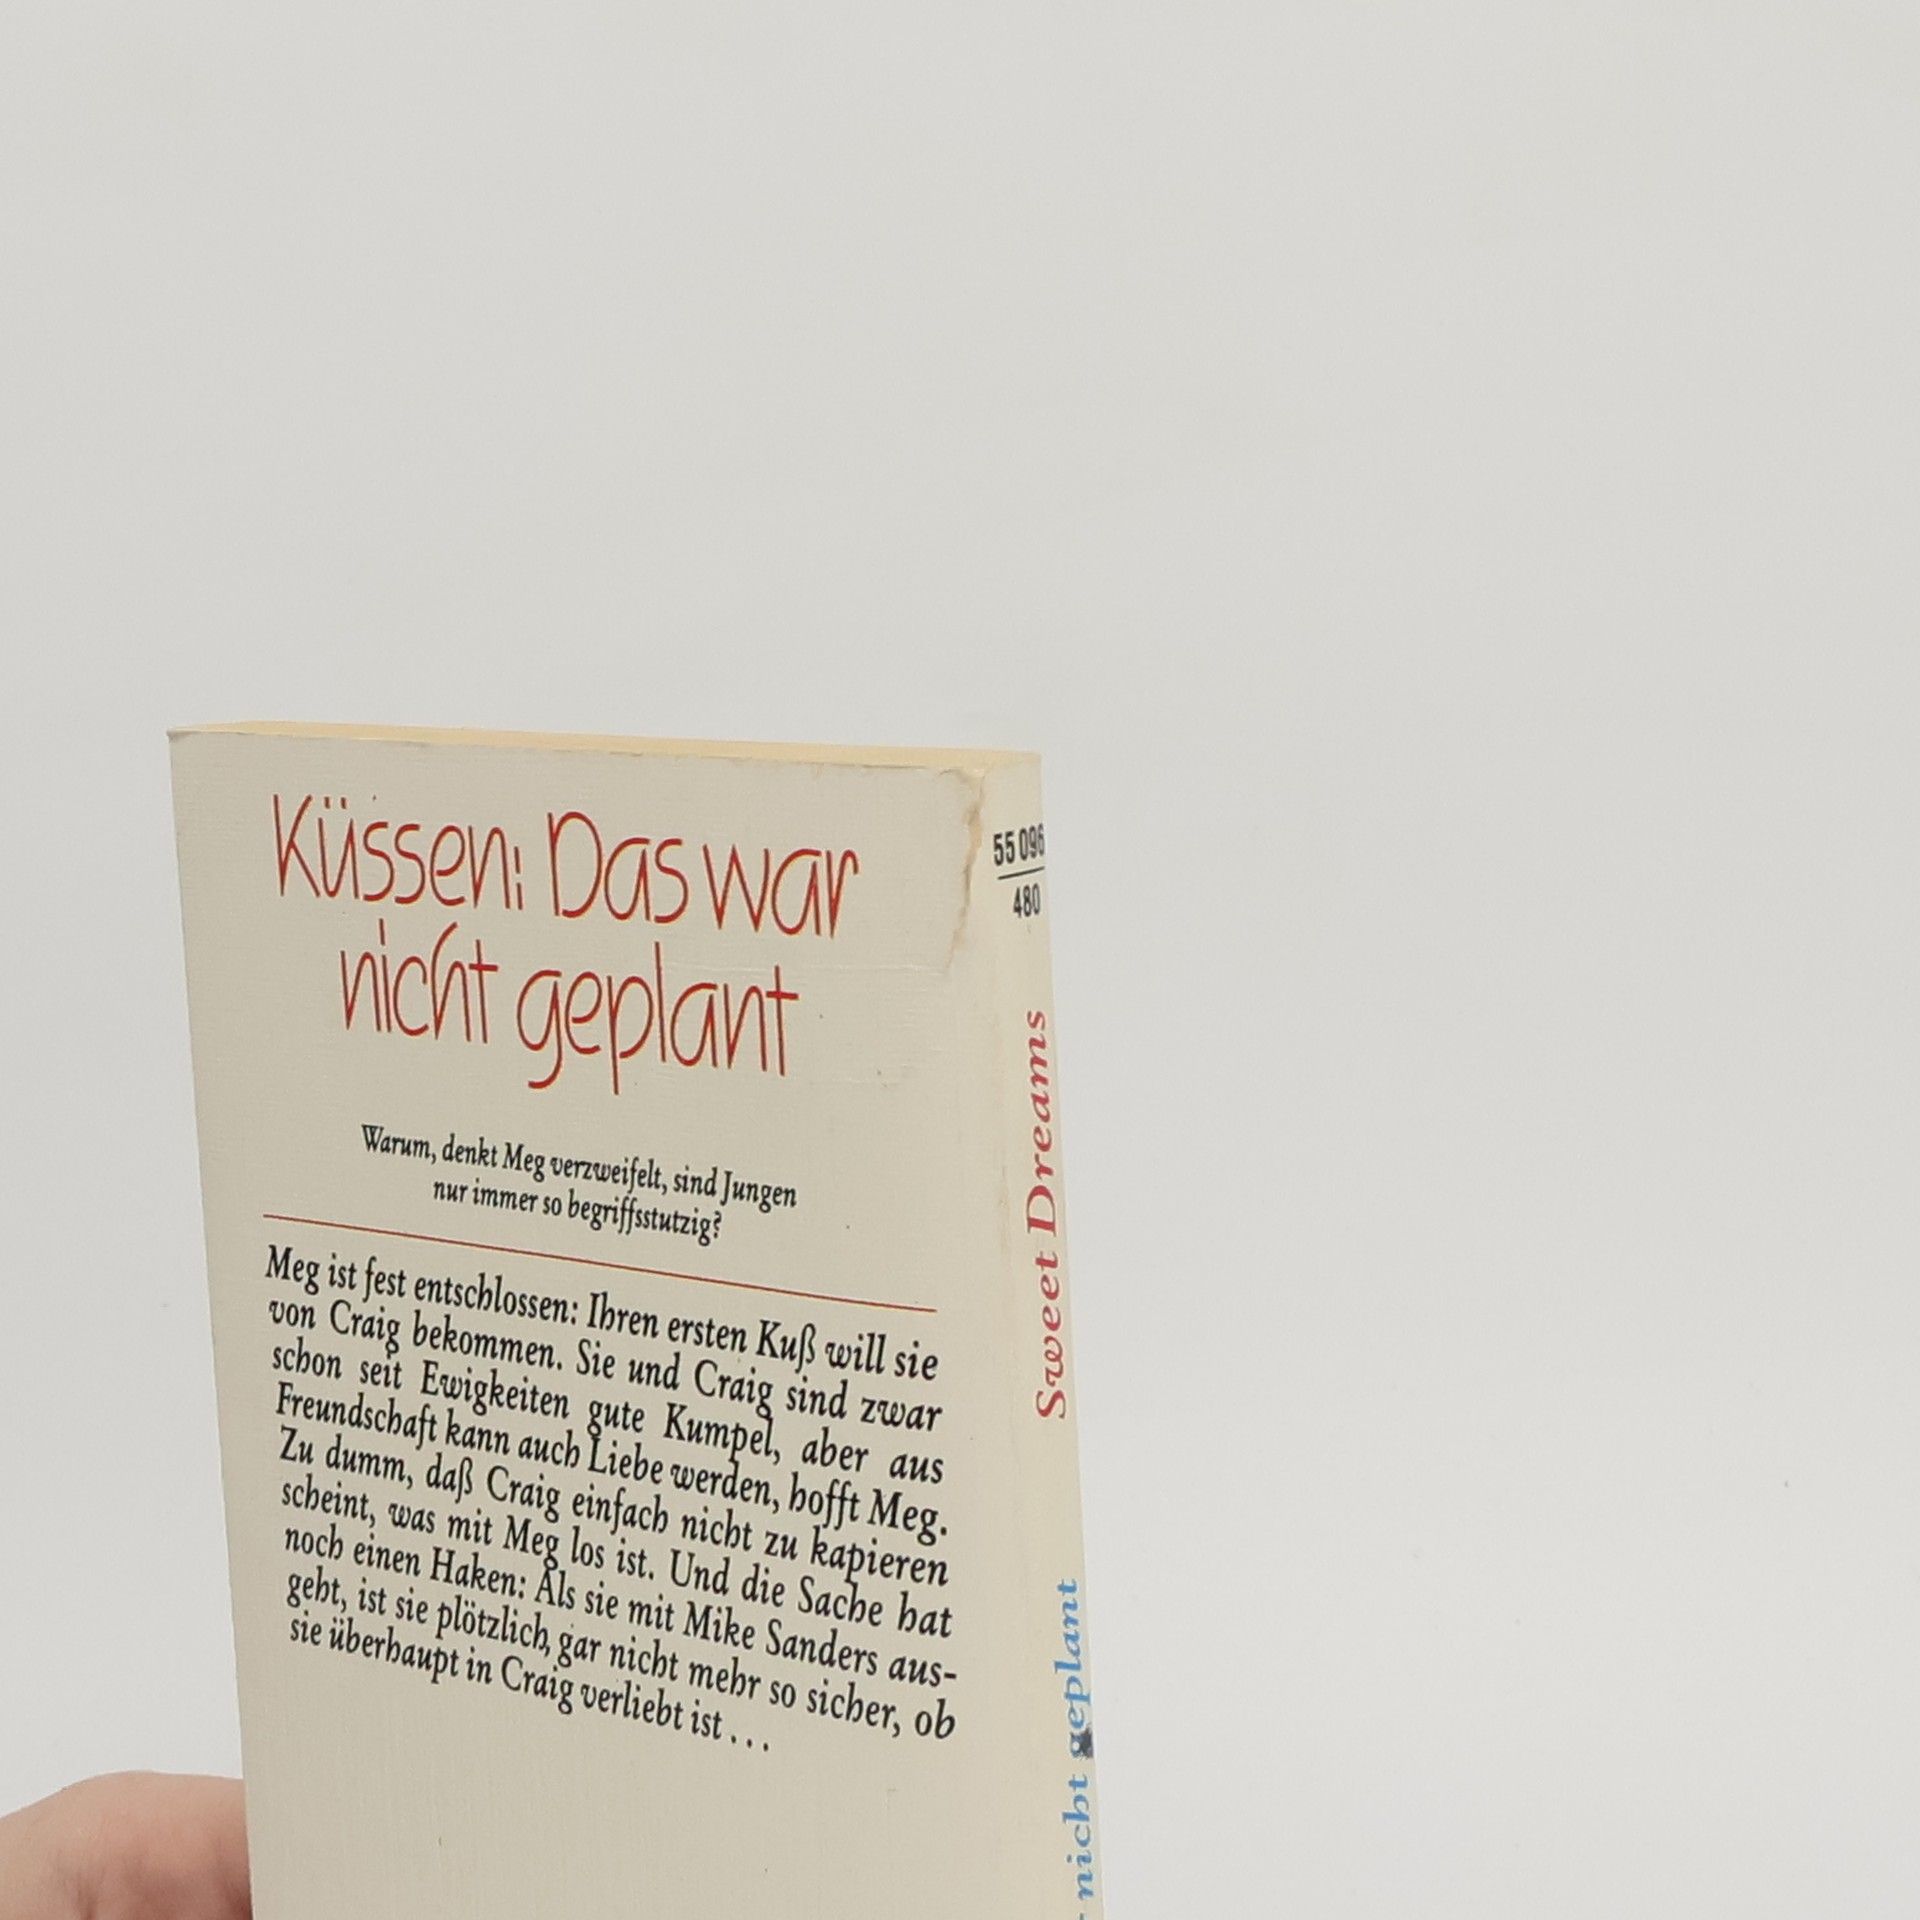 Küssen: Das war
nicht geplant
Warum, denkt Meg verzweifelt, sind Jungen
nur immer so begriffsstutzig?
Meg ist fest entschlossen: Ihren ersten Kuß will sie
von Craig bekommen. Sie und Craig sind zwar
schon seit Ewigkeiten gute Kumpel, aber aus
Freundschaft kann auch Liebe werden, hofft Meg.
Zu dumm, daß Craig einfach nicht zu kapieren
scheint, was mit Meg los ist. Und die Sache hat
noch einen Haken: Als sie mit Mike Sanders aus-
geht, ist sie plötzlich gar nicht mehr so sicher, ob
sie überhaupt in Craig verliebt ist . . .
55 096
480
Sweet Dreams
nicht geplant